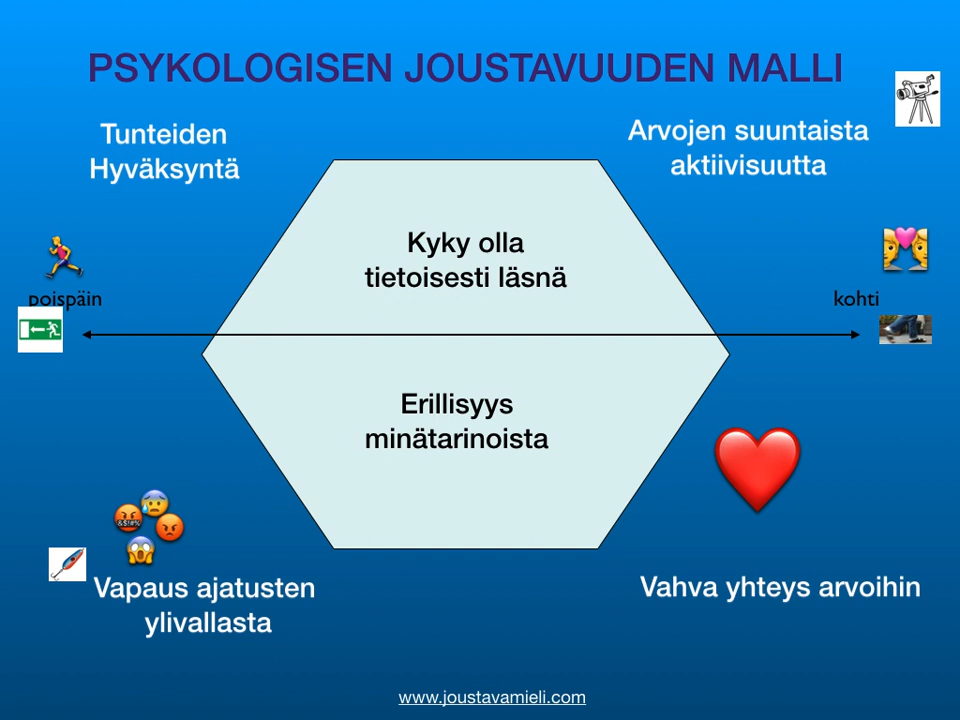 PSYKOLOGISEN JOUSTAVUUDEN MALLI
Tunteiden
Hyväksyntä
Arvojen suuntaista
aktiivisuutta
Kyky olla
tietoisesti läsnä
poispäin
kohti
Erillisyys
minätarinoista
&$!#%
Vapaus ajatusten
ylivallasta
Vahva yhteys arvoihin
www.joustavamieli.com